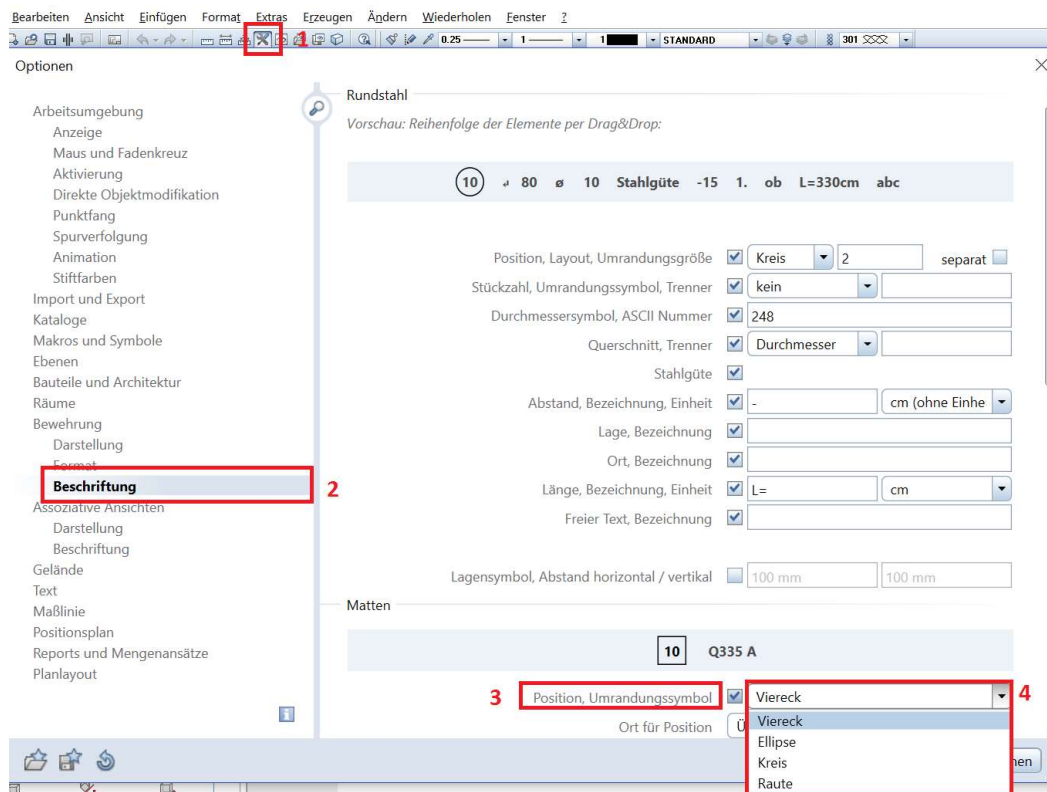 Bearbeiten Ansicht Einfügen Format Extras Erzeugen Ändern Wiederholen Fenster ?
1 0.25 1 1 STANDARD 301
Optionen
Arbeitsumgebung
Anzeige
Maus und Fadenkreuz
Aktivierung
Direkte Objektmodifikation
Punktfang
Spurverfolgung
Animation
Stiftfarben
Import und Export
Kataloge
Makros und Symbole
Ebenen
Bauteile und Architektur
Räume
Bewehrung
Darstellung
Format
Beschriftung 2
Assoziative Ansichten
Darstellung
Beschriftung
Gelände
Text
Maßlinie
Positionsplan
Reports und Mengenansätze
Planlayout
Rundstahl
Vorschau: Reihenfolge der Elemente per Drag&Drop:
10 80 ø 10 Stahlgüte -15 1. ob L=330cm abc
Position, Layout, Umrandungsgröße Kreis 2 separat
Stückzahl, Umrandungssymbol, Trenner kein
Durchmessersymbol, ASCII Nummer 248
Querschnitt, Trenner Durchmesser
Stahlgüte
Abstand, Bezeichnung, Einheit - cm (ohne Einhe
Lage, Bezeichnung
Ort, Bezeichnung
Länge, Bezeichnung, Einheit L= cm
Freier Text, Bezeichnung
Lagensymbol, Abstand horizontal / vertikal 100 mm 100 mm
Matten
10 Q335 A
3 Position, Umrandungssymbol Viereck 4
Ort für Position
Viereck
Ellipse
Kreis
Raute